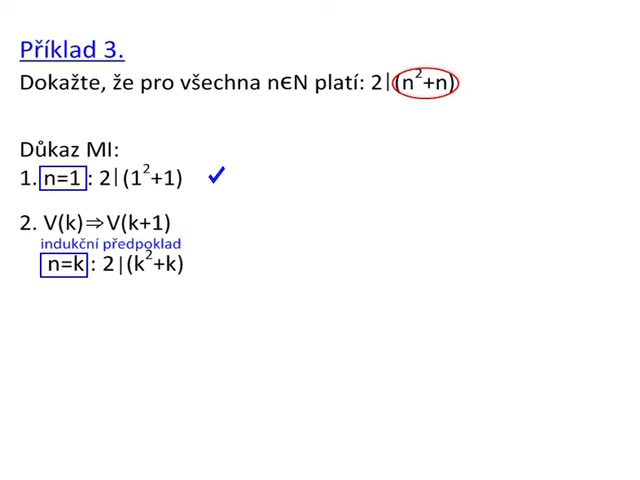 Příklad 3.
Dokažte, že pro všechna nϵN platí: 2|(n²+n)
Důkaz MI:
1. n=1 : 2|(1²+1) ✓
2. V(k)⇒V(k+1)
indukční předpoklad
n=k : 2|(k²+k)